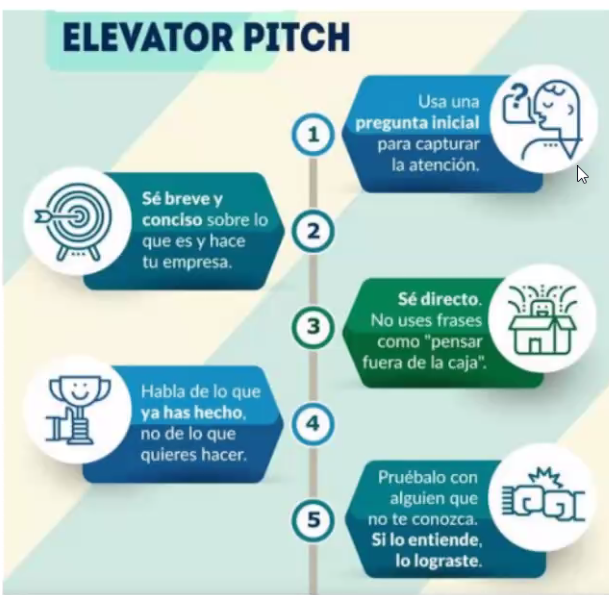 ELEVATOR PITCH
1
Usa una
pregunta inicial
para capturar
la atención.
?
2
Sé breve y
conciso sobre lo
que es y hace
tu empresa.
3
Sé directo.
No uses frases
como "pensar
fuera de la caja".
4
Habla de lo que
ya has hecho,
no de lo que
quieres hacer.
5
Pruébalo con
alguien que
no te conozca.
Si lo entiende,
lo lograste.